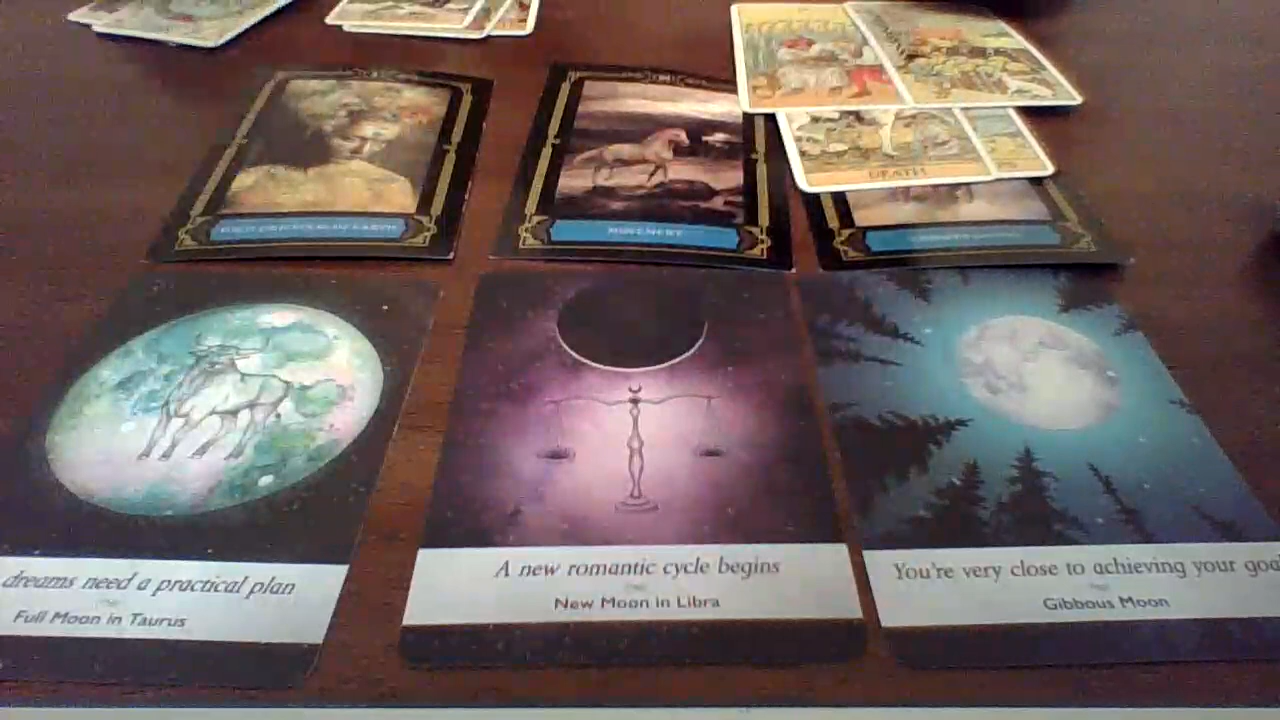 MOVEMENT
DEATH
dreams need a practical plan
Full Moon in Taurus
A new romantic cycle begins
New Moon in Libra
You're very close to achieving your goa
Gibbous Moon